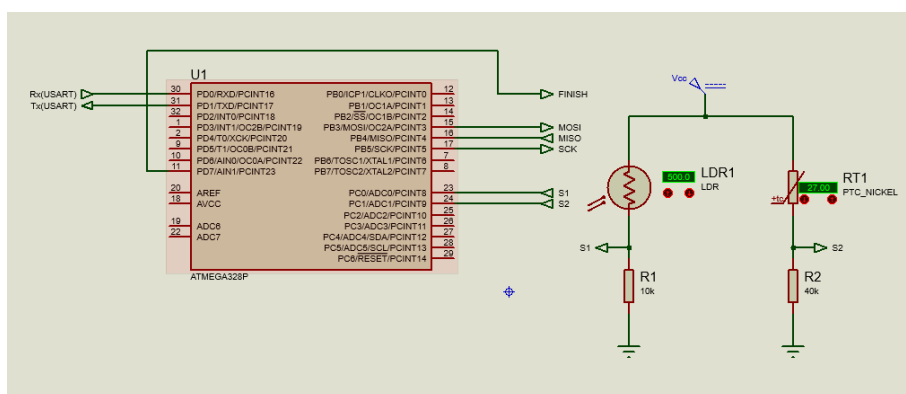 U1
30 PD0/RXD/PCINT16 PB0/ICP1/CLKO/PCINT0 12
Rx(USART) FINISH
31 PD1/TXD/PCINT17 PB1/OC1A/PCINT1 13
Tx(USART)
32 PD2/INT0/PCINT18 PB2/SS/OC1B/PCINT2 14
1 PD3/INT1/OC2B/PCINT19 PB3/MOSI/OC2A/PCINT3 15 MOSI
2 PD4/T0/XCK/PCINT20 PB4/MISO/PCINT4 16 MISO
9 PD5/T1/OC0B/PCINT21 PB5/SCK/PCINT5 17 SCK
10 PD6/AIN0/OC0A/PCINT22 PB6/TOSC1/XTAL1/PCINT6 7
11 PD7/AIN1/PCINT23 PB7/TOSC2/XTAL2/PCINT7 8
20 AREF PC0/ADC0/PCINT8 23 S1
18 AVCC PC1/ADC1/PCINT9 24 S2
PC2/ADC2/PCINT10 25
19 ADC6 PC3/ADC3/PCINT11 26
22 ADC7 PC4/ADC4/SDA/PCINT12 27
PC5/ADC5/SCL/PCINT13 28
PC6/RESET/PCINT14 29
ATMEGA328P
Vcc
500.0
LDR1
LDR
+tc
27.00
RT1
PTC_NICKEL
S1
S2
R1
10k
R2
40k